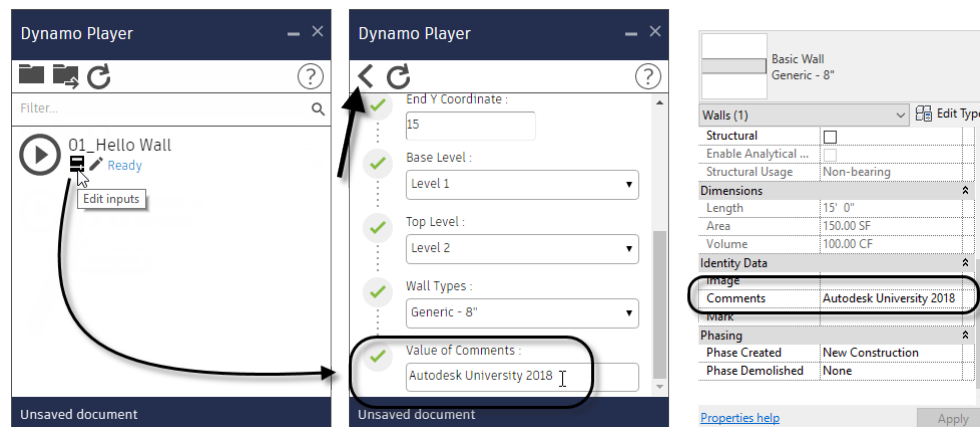 Dynamo Player
Filter...
01_Hello Wall
Ready
Edit inputs
Unsaved document
Dynamo Player
End Y Coordinate :
15
Base Level :
Level 1
Top Level :
Level 2
Wall Types :
Generic - 8"
Value of Comments :
Autodesk University 2018
Unsaved document
Basic Wall
Generic - 8"
Walls (1)
Edit Type
Structural
Enable Analytical ...
Structural Usage Non-bearing
Dimensions
Length 15' 0"
Area 150.00 SF
Volume 100.00 CF
Identity Data
Image
Comments Autodesk University 2018
Mark
Phasing
Phase Created New Construction
Phase Demolished None
Properties help
Apply